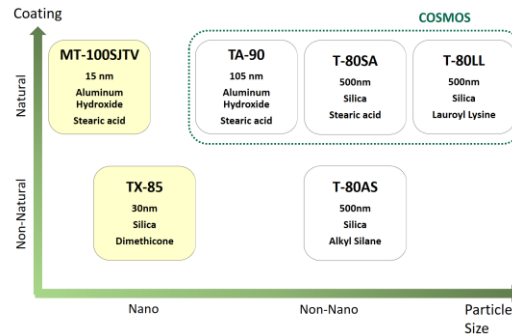 Coating
COSMOS
Natural
MT-100SJTV
15 nm
Aluminum
Hydroxide
Stearic acid
TA-90
105 nm
Aluminum
Hydroxide
Stearic acid
T-80SA
500nm
Silica
Stearic acid
T-80LL
500nm
Silica
Lauroyl Lysine
Non-Natural
TX-85
30nm
Silica
Dimethicone
T-80AS
500nm
Silica
Alkyl Silane
Nano
Non-Nano
Particle
Size